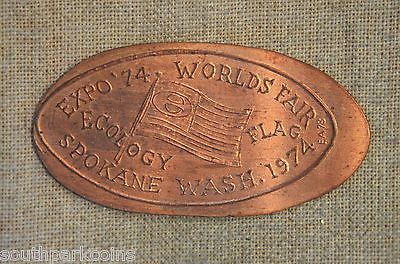 EXPO '74 WORLDS FAIR
ECOLOGY FLAG
SPOKANE WASH. 1974
southparkcoins